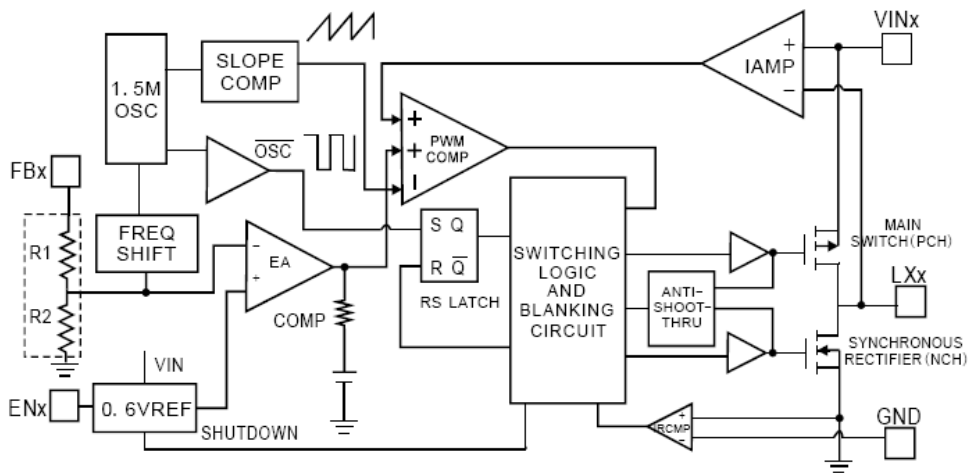 VINx
SLOPE
COMP
1.5M
OSC
+
IAMP
−
OSC
+
+
−
PWM
COMP
FBx
R1
R2
FREQ
SHIFT
−
EA
+
S Q
R Q
RS LATCH
SWITCHING
LOGIC
AND
BLANKING
CIRCUIT
MAIN
SWITCH(PCH)
ANTI-
SHOOT-
THRU
LXx
COMP
SYNCHRONOUS
RECTIFIER(NCH)
VIN
ENx
0.6VREF
SHUTDOWN
+
IRCMP
−
GND